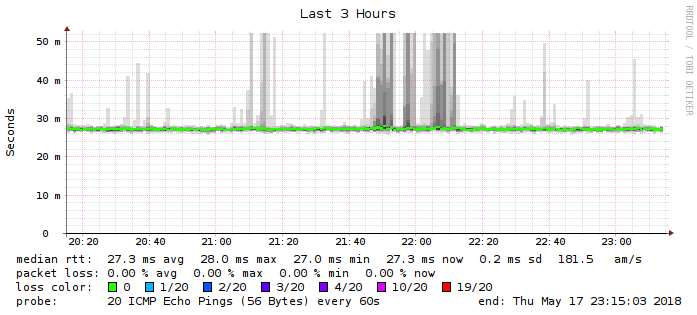 Last 3 Hours
RRDTOOL / TOBI OETIKER
Seconds
50 m
40 m
30 m
20 m
10 m
0
20:20 20:40 21:00 21:20 21:40 22:00 22:20 22:40 23:00
median rtt: 27.3 ms avg 28.0 ms max 27.0 ms min 27.3 ms now 0.2 ms sd 181.5 am/s
packet loss: 0.00 % avg 0.00 % max 0.00 % min 0.00 % now
loss color: 0 1/20 2/20 3/20 4/20 10/20 19/20
probe: 20 ICMP Echo Pings (56 Bytes) every 60s end: Thu May 17 23:15:03 2018